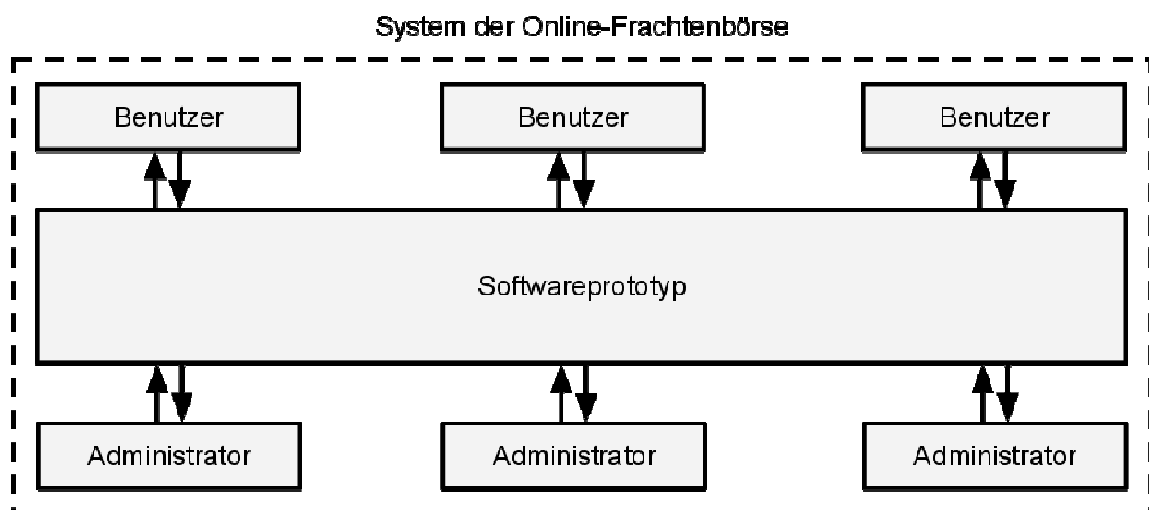 System der Online-Frachtenbörse
Benutzer
Benutzer
Benutzer
Softwareprototyp
Administrator
Administrator
Administrator